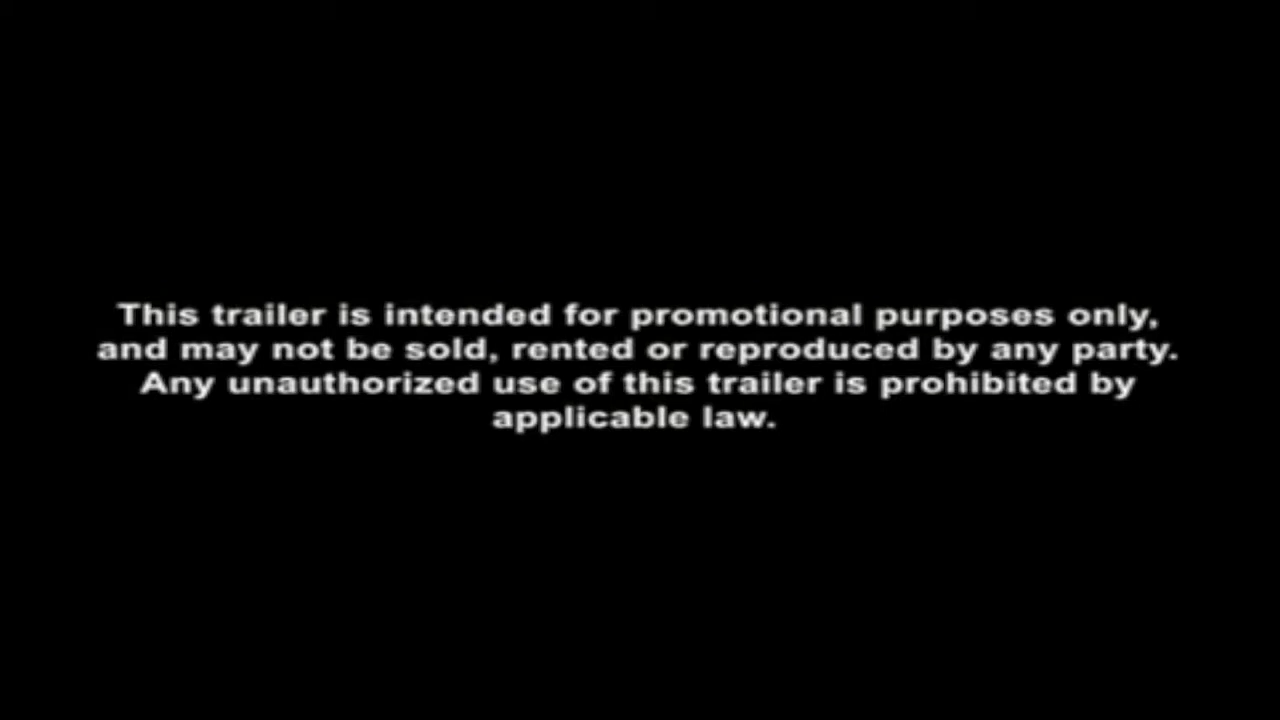 This trailer is intended for promotional purposes only,
and may not be sold, rented or reproduced by any party.
Any unauthorized use of this trailer is prohibited by
applicable law.